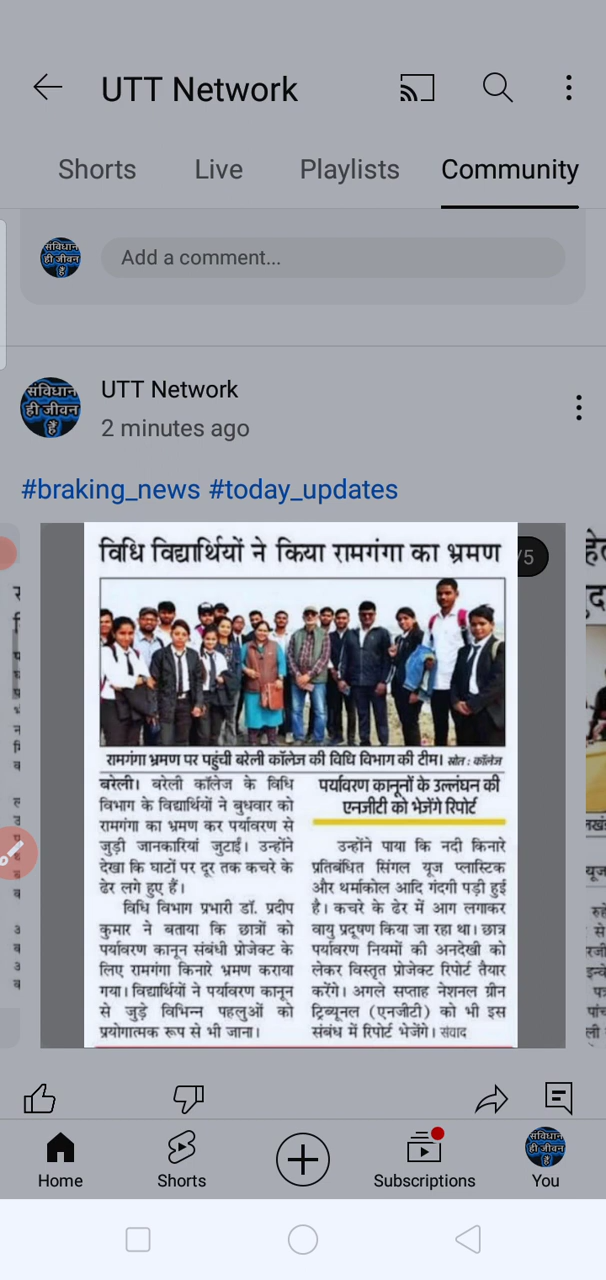 UTT Network
Shorts
Live
Playlists
Community
संविधान
ही जीवन
है
Add a comment...
संविधान
ही जीवन
है
UTT Network
2 minutes ago
#braking_news #today_updates
/5
विधि विद्यार्थियों ने किया रामगंगा का भ्रमण
रामगंगा भ्रमण पर पहुंची बरेली कॉलेज की विधि विभाग की टीम। स्रोत : कॉलेज
बरेली। बरेली कॉलेज के विधि
विभाग के विद्यार्थियों ने बुधवार को
रामगंगा का भ्रमण कर पर्यावरण से
जुड़ी जानकारियां जुटाईं। उन्होंने
देखा कि घाटों पर दूर तक कचरे के
ढेर लगे हुए हैं।
विधि विभाग प्रभारी डॉ. प्रदीप
कुमार ने बताया कि छात्रों को
पर्यावरण कानून संबंधी प्रोजेक्ट के
लिए रामगंगा किनारे भ्रमण कराया
गया। विद्यार्थियों ने पर्यावरण कानून
से जुड़े विभिन्न पहलुओं को
प्रयोगात्मक रूप से भी जाना।
पर्यावरण कानूनों के उल्लंघन की
एनजीटी को भेजेंगे रिपोर्ट
उन्होंने पाया कि नदी किनारे
प्रतिबंधित सिंगल यूज प्लास्टिक
और थर्माकोल आदि गंदगी पड़ी हुई
है। कचरे के ढेर में आग लगाकर
वायु प्रदूषण किया जा रहा था। छात्र
पर्यावरण नियमों की अनदेखी को
लेकर विस्तृत प्रोजेक्ट रिपोर्ट तैयार
करेंगे। अगले सप्ताह नेशनल ग्रीन
ट्रिब्यूनल (एनजीटी) को भी इस
संबंध में रिपोर्ट भेजेंगे। संवाद
Home
Shorts
Subscriptions
संविधान
ही जीवन
है
You